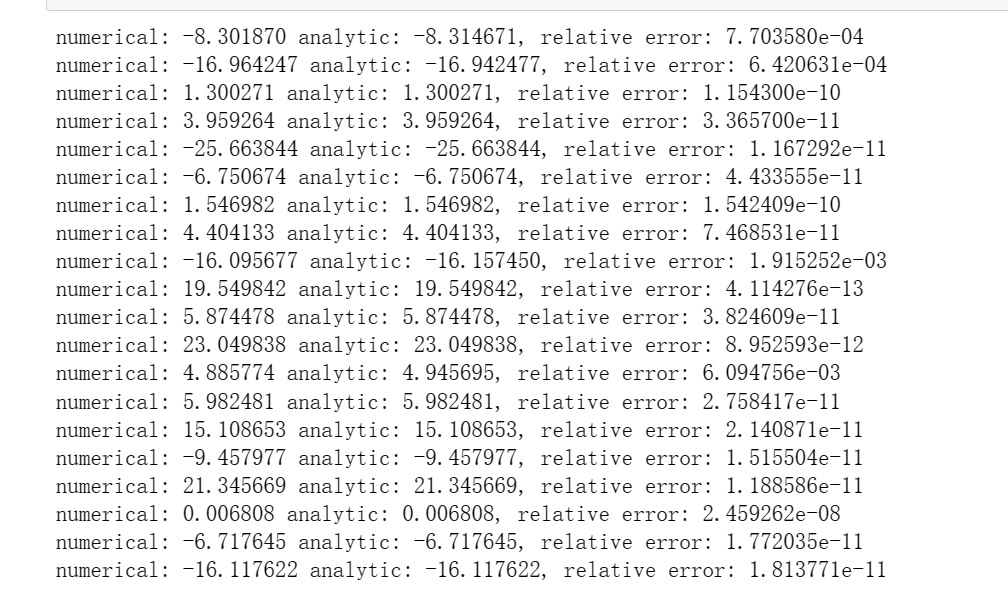 numerical: -8.301870 analytic: -8.314671, relative error: 7.703580e-04
numerical: -16.964247 analytic: -16.942477, relative error: 6.420631e-04
numerical: 1.300271 analytic: 1.300271, relative error: 1.154300e-10
numerical: 3.959264 analytic: 3.959264, relative error: 3.365700e-11
numerical: -25.663844 analytic: -25.663844, relative error: 1.167292e-11
numerical: -6.750674 analytic: -6.750674, relative error: 4.433555e-11
numerical: 1.546982 analytic: 1.546982, relative error: 1.542409e-10
numerical: 4.404133 analytic: 4.404133, relative error: 7.468531e-11
numerical: -16.095677 analytic: -16.157450, relative error: 1.915252e-03
numerical: 19.549842 analytic: 19.549842, relative error: 4.114276e-13
numerical: 5.874478 analytic: 5.874478, relative error: 3.824609e-11
numerical: 23.049838 analytic: 23.049838, relative error: 8.952593e-12
numerical: 4.885774 analytic: 4.945695, relative error: 6.094756e-03
numerical: 5.982481 analytic: 5.982481, relative error: 2.758417e-11
numerical: 15.108653 analytic: 15.108653, relative error: 2.140871e-11
numerical: -9.457977 analytic: -9.457977, relative error: 1.515504e-11
numerical: 21.345669 analytic: 21.345669, relative error: 1.188586e-11
numerical: 0.006808 analytic: 0.006808, relative error: 2.459262e-08
numerical: -6.717645 analytic: -6.717645, relative error: 1.772035e-11
numerical: -16.117622 analytic: -16.117622, relative error: 1.813771e-11